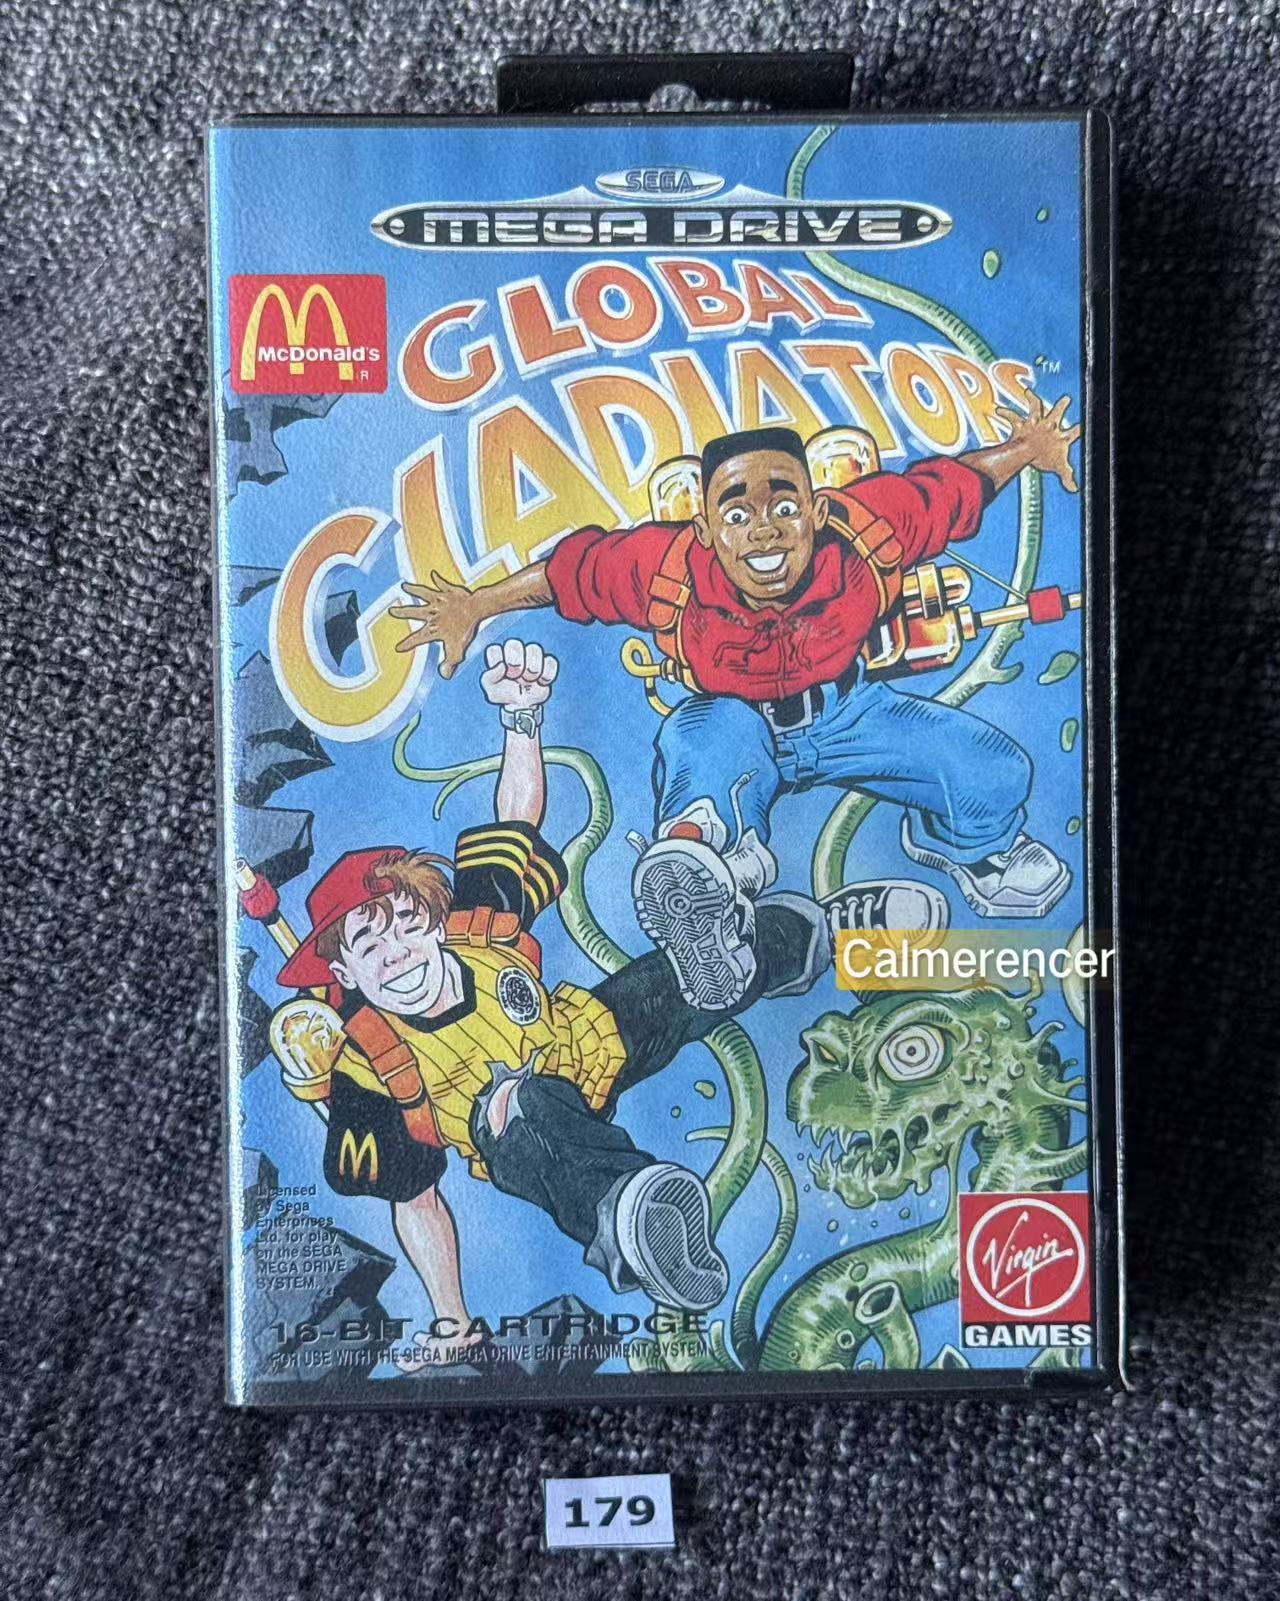 SEGA
MEGA DRIVE
McDonald's
R
GLOBAL
GLADIATORS
TM
Calmerencer
Licensed
by Sega
Enterprises
Ltd. for play
on the SEGA
MEGA DRIVE
SYSTEM.
Virgin
GAMES
16-BIT CARTRIDGE
FOR USE WITH THE SEGA MEGA DRIVE ENTERTAINMENT SYSTEM
179